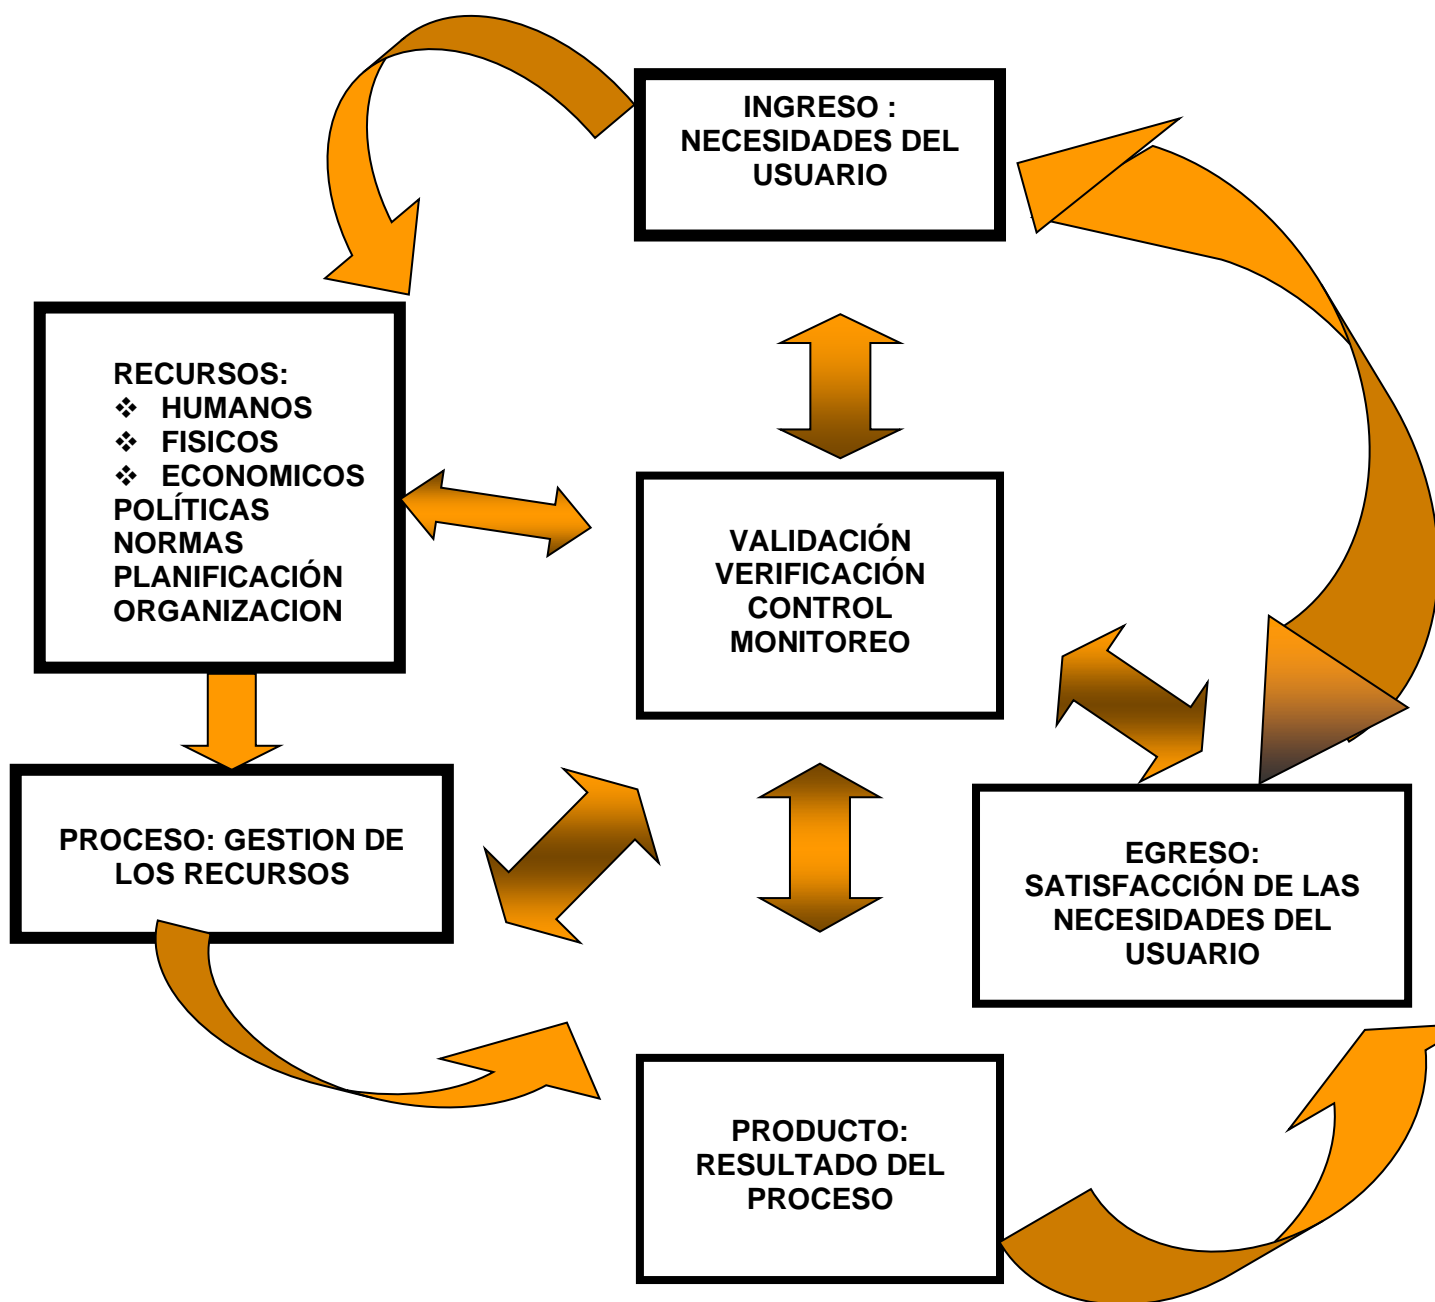 INGRESO :
NECESIDADES DEL
USUARIO
RECURSOS:
❖ HUMANOS
❖ FISICOS
❖ ECONOMICOS
POLÍTICAS
NORMAS
PLANIFICACIÓN
ORGANIZACION
VALIDACIÓN
VERIFICACIÓN
CONTROL
MONITOREO
PROCESO: GESTION DE
LOS RECURSOS
EGRESO:
SATISFACCIÓN DE LAS
NECESIDADES DEL
USUARIO
PRODUCTO:
RESULTADO DEL
PROCESO